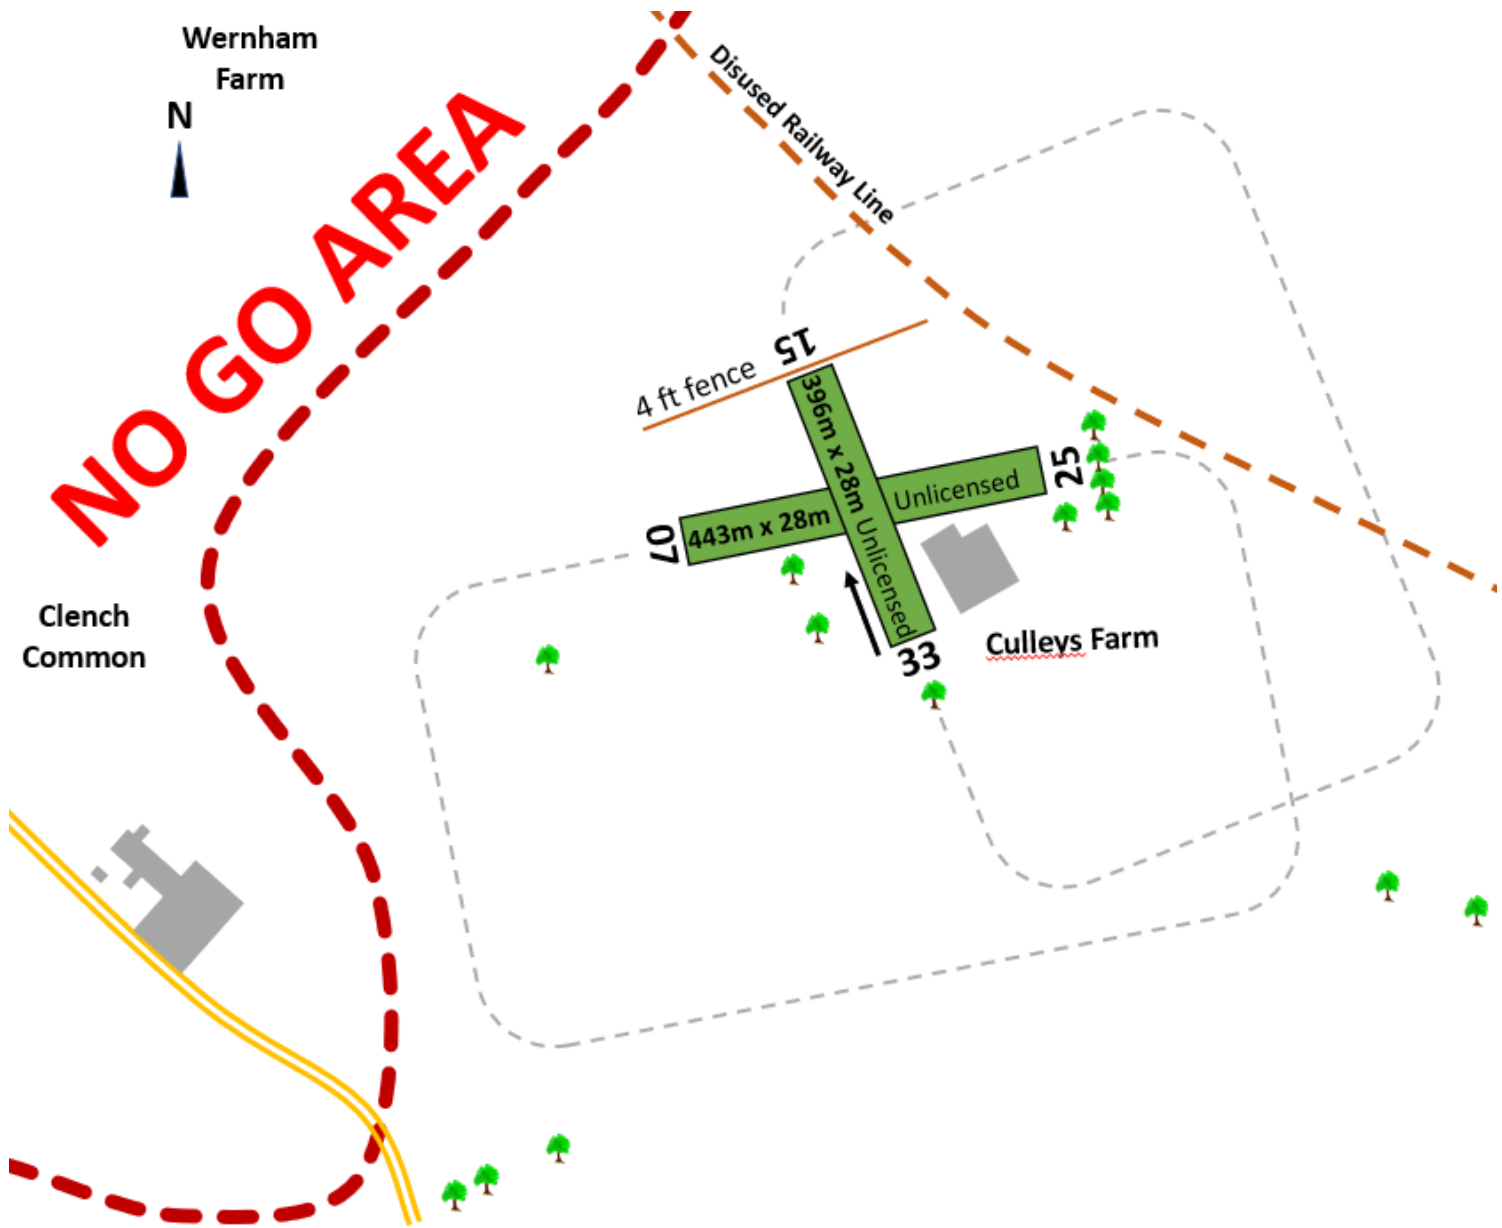 Wernham
Farm
N
NO GO AREA
Disused Railway Line
15
4 ft fence
396m x 28m Unlicensed
25
Unlicensed
07
443m x 28m
33
Culleys Farm
Clench
Common